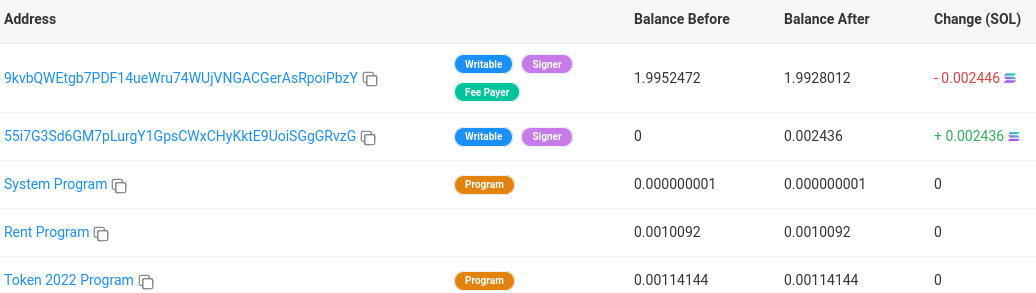 Address Balance Before Balance After Change (SOL)
9kvbQWEtgb7PDF14ueWru74WUjVNGACGerAsRpoiPbzY Writable Signer Fee Payer 1.9952472 1.9928012 - 0.002446
55i7G3Sd6GM7pLurgY1GpsCWxCHyKktE9UoiSGgGRvzG Writable Signer 0 0.002436 + 0.002436
System Program Program 0.000000001 0.000000001 0
Rent Program 0.0010092 0.0010092 0
Token 2022 Program Program 0.00114144 0.00114144 0